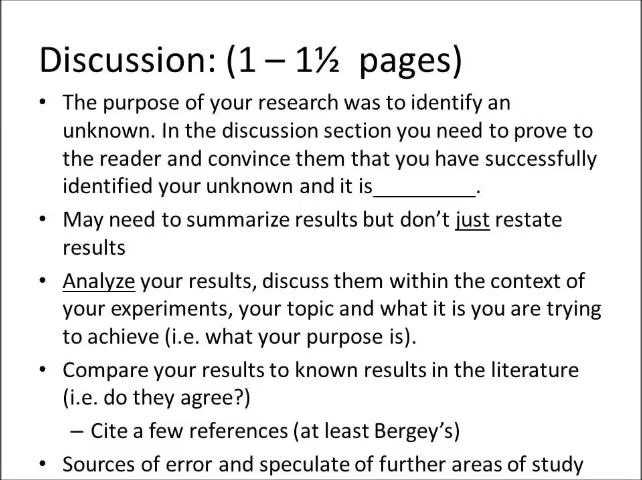 Discussion: (1 – 1½ pages)
• The purpose of your research was to identify an
unknown. In the discussion section you need to prove to
the reader and convince them that you have successfully
identified your unknown and it is_________.
• May need to summarize results but don’t just restate
results
• Analyze your results, discuss them within the context of
your experiments, your topic and what it is you are trying
to achieve (i.e. what your purpose is).
• Compare your results to known results in the literature
(i.e. do they agree?)
– Cite a few references (at least Bergey’s)
• Sources of error and speculate of further areas of study